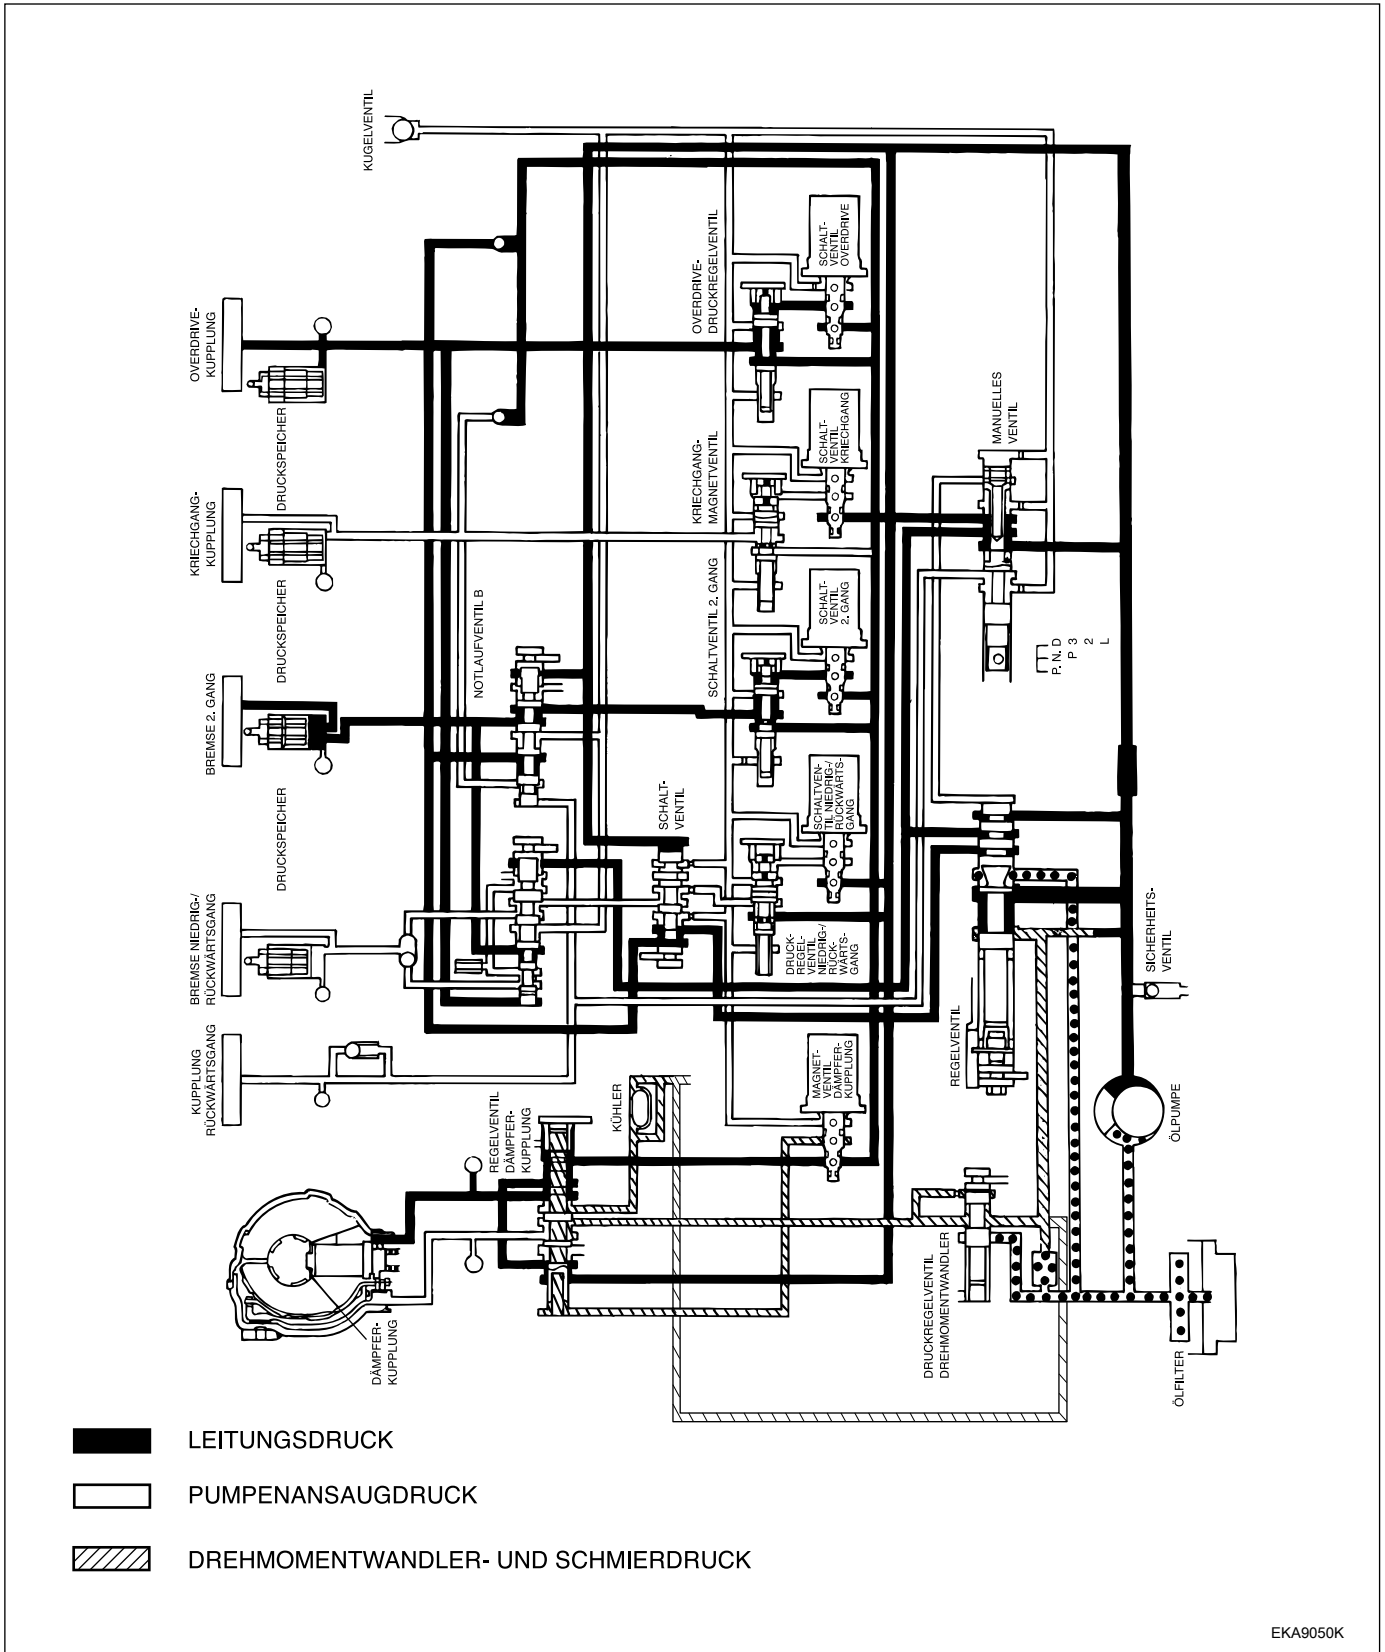 KUGELVENTIL
OVERDRIVE-
KUPPLUNG
DRUCKSPEICHER
KRIECHGANG-
KUPPLUNG
DRUCKSPEICHER
BREMSE 2. GANG
DRUCKSPEICHER
BREMSE NIEDRIG-/
RÜCKWÄRTSGANG
KUPPLUNG
RÜCKWÄRTSGANG
NOTLAUFVENTIL B
SCHALT-
VENTIL
OVERDRIVE-
DRUCKREGELVENTIL
SCHALT-
VENTIL
OVERDRIVE
KRIECHGANG-
MAGNETVENTIL
SCHALT-
VENTIL
KRIECHGANG
SCHALTVENTIL 2. GANG
SCHALT-
VENTIL
2. GANG
DRUCK-
REGEL-
VENTIL
NIEDRIG-/
RÜCK-
WÄRTS-
GANG
SCHALTVEN-
TIL NIEDRIG-/
RÜCKWÄRTS-
GANG
MANUELLES
VENTIL
P. N. D
P 3
2
L
REGELVENTIL
SICHERHEITS-
VENTIL
ÖLPUMPE
MAGNET-
VENTIL
DÄMPFER-
KUPPLUNG
KÜHLER
REGELVENTIL
DÄMPFER-
KUPPLUNG
DÄMPFER-
KUPPLUNG
DRUCKREGELVENTIL
DREHMOMENTWANDLER
ÖLFILTER
LEITUNGSDRUCK
PUMPENANSAUGDRUCK
DREHMOMENTWANDLER- UND SCHMIERDRUCK
EKA9050K